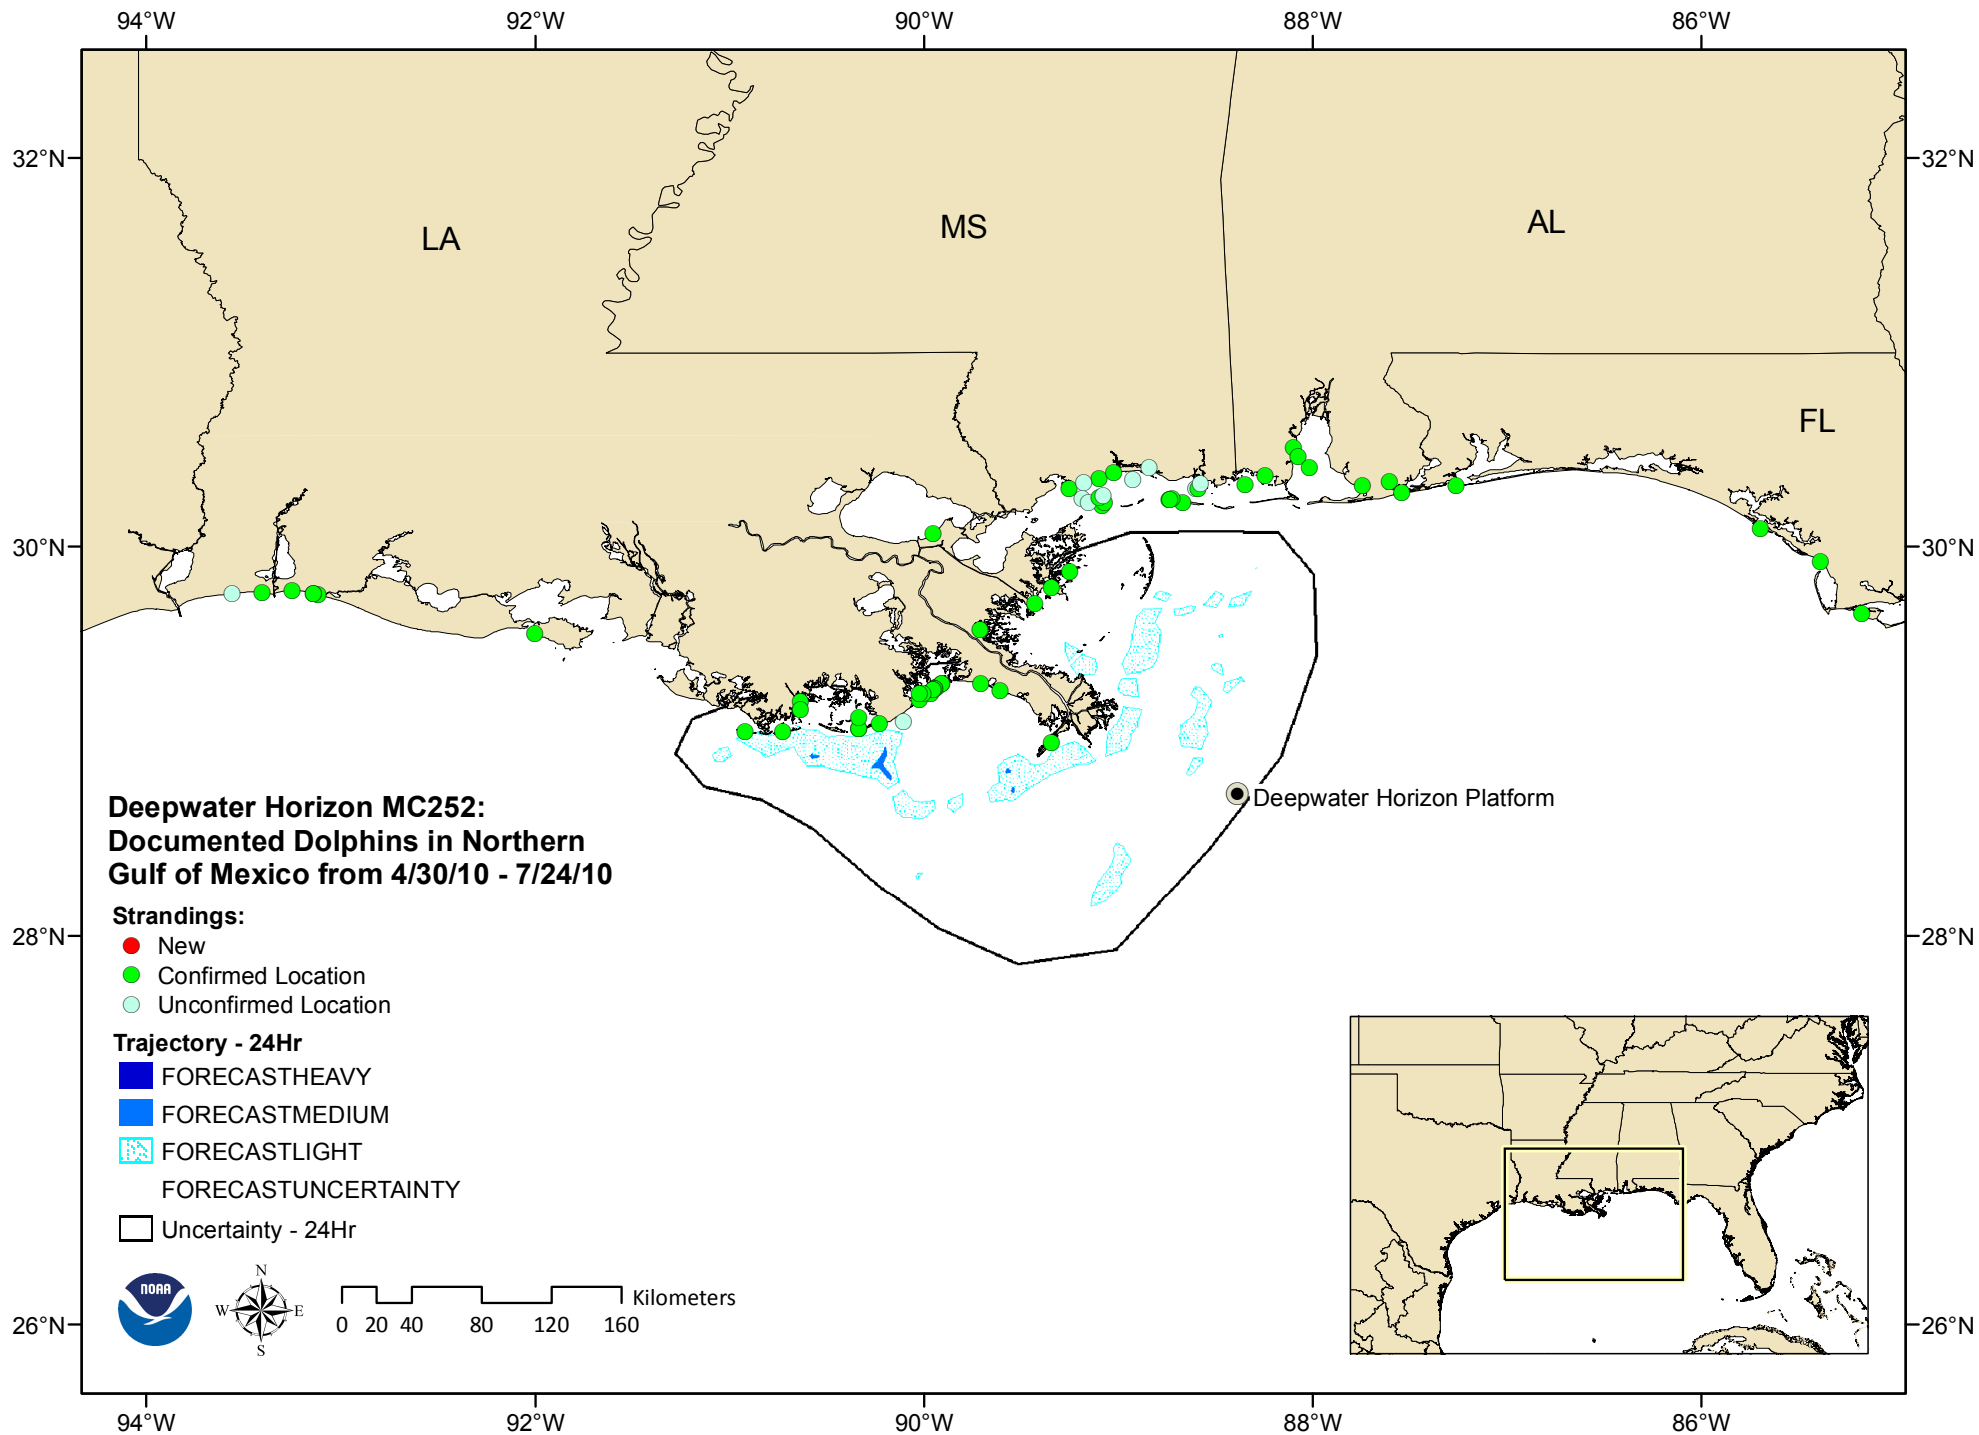 94°W 92°W 90°W 88°W 86°W
32°N 32°N
LA MS AL
FL
30°N 30°N
Deepwater Horizon Platform
Deepwater Horizon MC252:
Documented Dolphins in Northern
Gulf of Mexico from 4/30/10 - 7/24/10
Strandings:
28°N 28°N
New
Confirmed Location
Unconfirmed Location
Trajectory - 24Hr
FORECASTHEAVY
FORECASTMEDIUM
FORECASTLIGHT
FORECASTUNCERTAINTY
Uncertainty - 24Hr
NOAA
N
W E
S
Kilometers
0 20 40 80 120 160
26°N 26°N
94°W 92°W 90°W 88°W 86°W